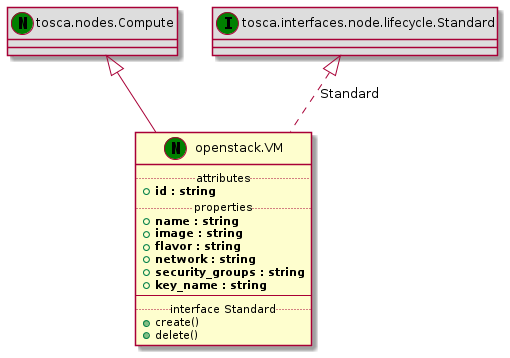 N tosca.nodes.Compute
I tosca.interfaces.node.lifecycle.Standard
Standard
N openstack.VM
attributes
id : string
properties
name : string
image : string
flavor : string
network : string
security_groups : string
key_name : string
interface Standard
create()
delete()